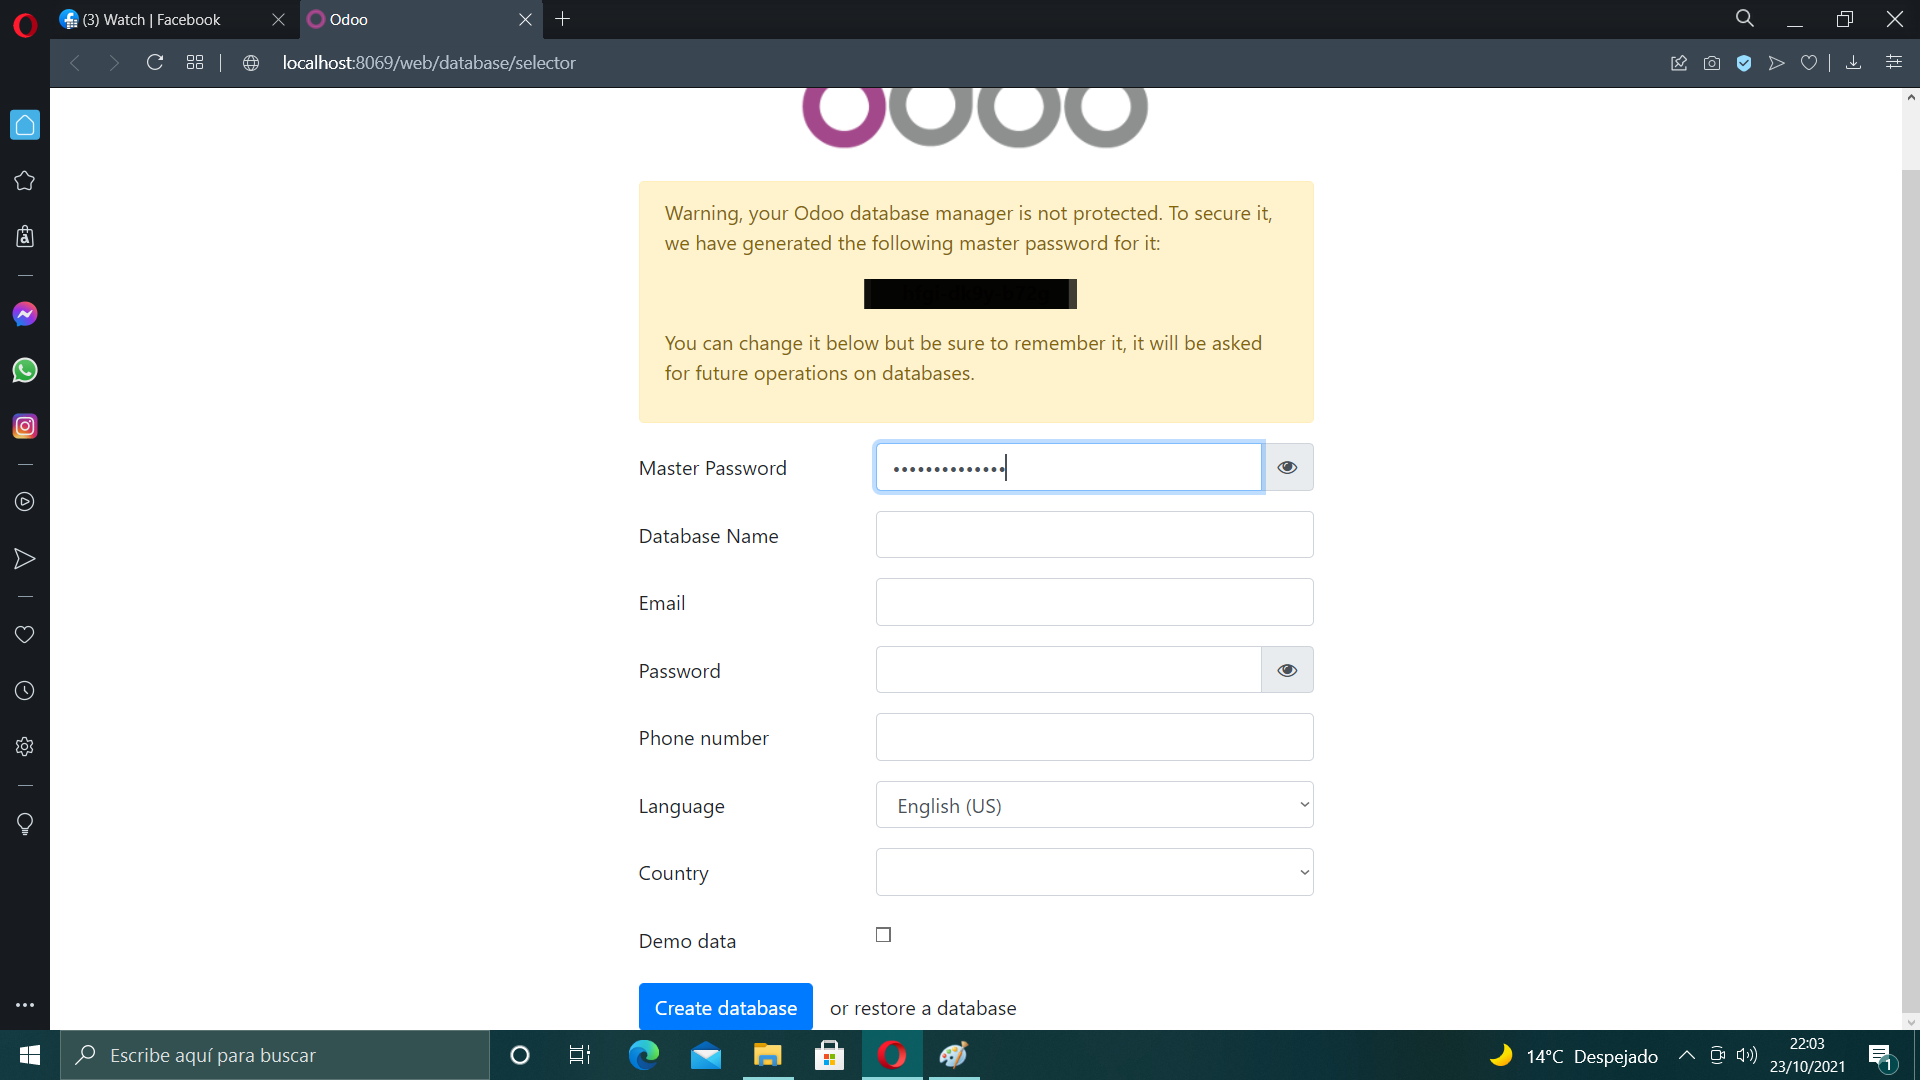 (3) Watch | Facebook
Odoo
localhost:8069/web/database/selector
odoo
Warning, your Odoo database manager is not protected. To secure it,
we have generated the following master password for it:
You can change it below but be sure to remember it, it will be asked
for future operations on databases.
Master Password
Database Name
Email
Password
Phone number
Language
English (US)
Country
Demo data
Create database or restore a database
Escribe aquí para buscar
14°C Despejado
22:03
23/10/2021
1